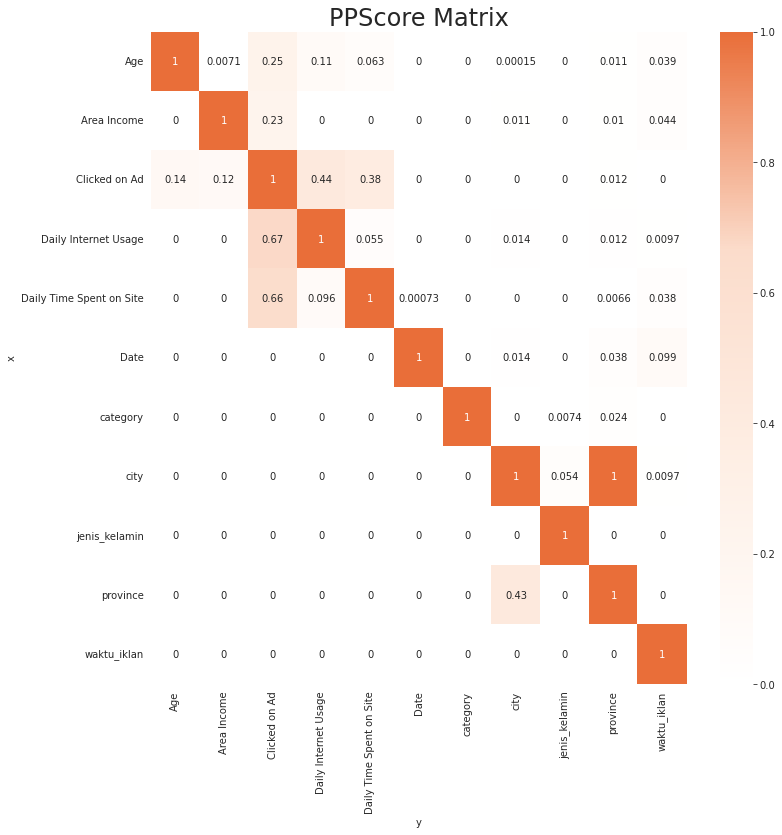 PPScore Matrix
Age 1 0.0071 0.25 0.11 0.063 0 0 0.00015 0 0.011 0.039
Area Income 0 1 0.23 0 0 0 0 0.011 0 0.01 0.044
Clicked on Ad 0.14 0.12 1 0.44 0.38 0 0 0 0 0.012 0
Daily Internet Usage 0 0 0.67 1 0.055 0 0 0.014 0 0.012 0.0097
Daily Time Spent on Site 0 0 0.66 0.096 1 0.00073 0 0 0 0.0066 0.038
Date 0 0 0 0 0 1 0 0.014 0 0.038 0.099
category 0 0 0 0 0 0 1 0 0.0074 0.024 0
city 0 0 0 0 0 0 0 1 0.054 1 0.0097
jenis_kelamin 0 0 0 0 0 0 0 0 1 0 0
province 0 0 0 0 0 0 0 0.43 0 1 0
waktu_iklan 0 0 0 0 0 0 0 0 0 0 1
x
Age
Area Income
Clicked on Ad
Daily Internet Usage
Daily Time Spent on Site
Date
category
city
jenis_kelamin
province
waktu_iklan
y
1.0
0.8
0.6
0.4
0.2
0.0